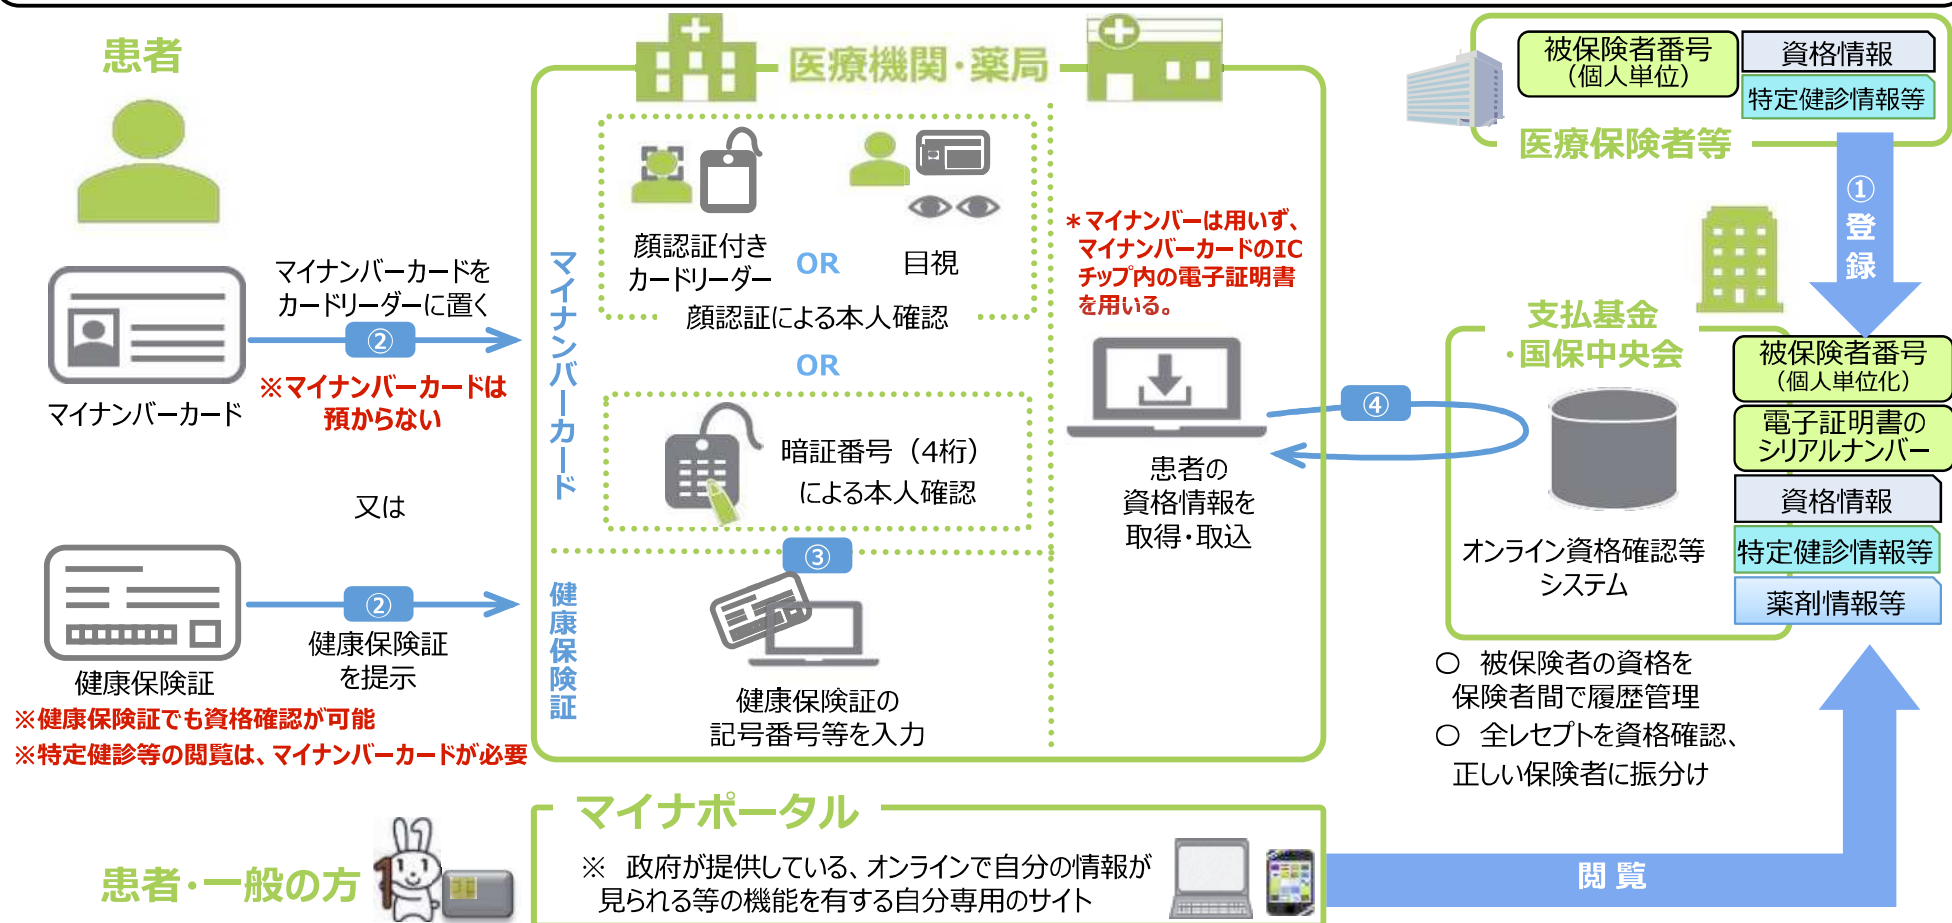 患者
マイナンバーカードを
カードリーダーに置く
②
※マイナンバーカードは
預からない
マイナンバーカード
又は
②
健康保険証
を提示
健康保険証
※健康保険証でも資格確認が可能
※特定健診等の閲覧は、マイナンバーカードが必要
医療機関・薬局
マイナンバーカード
顔認証付き
カードリーダー
OR
目視
顔認証による本人確認
OR
暗証番号（4桁）
による本人確認
③
健康保険証
健康保険証の
記号番号等を入力
＊マイナンバーは用いず、
マイナンバーカードのIC
チップ内の電子証明書
を用いる。
患者の
資格情報を
取得・取込
④
被保険者番号
（個人単位）
資格情報
特定健診情報等
医療保険者等
①
登
録
支払基金
・国保中央会
オンライン資格確認等
システム
被保険者番号
（個人単位化）
電子証明書の
シリアルナンバー
資格情報
特定健診情報等
薬剤情報等
○ 被保険者の資格を
保険者間で履歴管理
○ 全レセプトを資格確認、
正しい保険者に振分け
患者・一般の方
マイナポータル
※ 政府が提供している、オンラインで自分の情報が
見られる等の機能を有する自分専用のサイト
閲覧